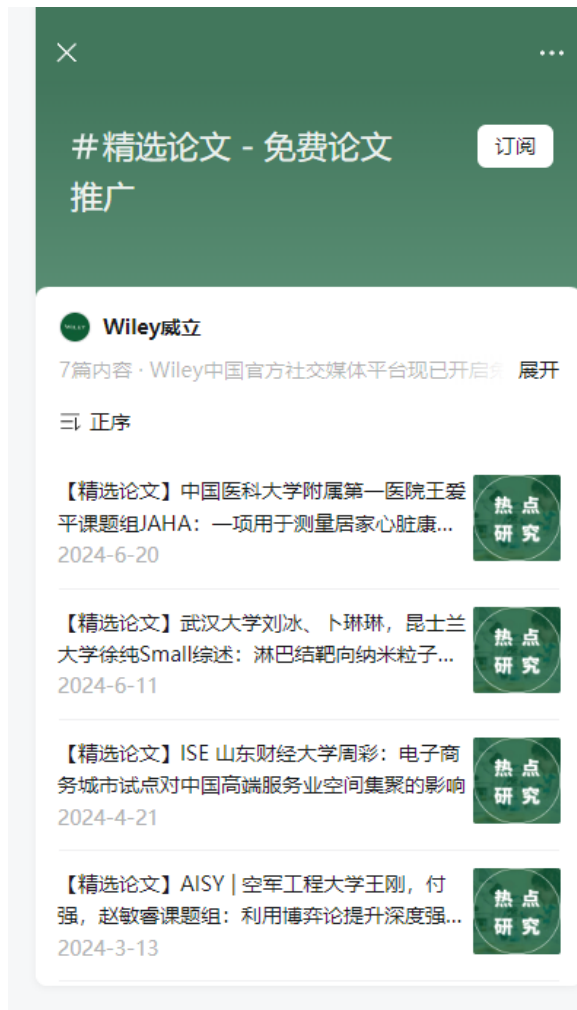 #精选论文 - 免费论文
推广
订阅
WILEY
Wiley威立
7篇内容 · Wiley中国官方社交媒体平台现已开启免
展开
正序
【精选论文】中国医科大学附属第一医院王爱
平课题组JAHA：一项用于测量居家心脏康...
2024-6-20
热点
研究
【精选论文】武汉大学刘冰、卜琳琳，昆士兰
大学徐纯Small综述：淋巴结靶向纳米粒子...
2024-6-11
热点
研究
【精选论文】ISE 山东财经大学周彩：电子商
务城市试点对中国高端服务业空间集聚的影响
2024-4-21
热点
研究
【精选论文】AISY | 空军工程大学王刚，付
强，赵敏睿课题组：利用博弈论提升深度强...
2024-3-13
热点
研究